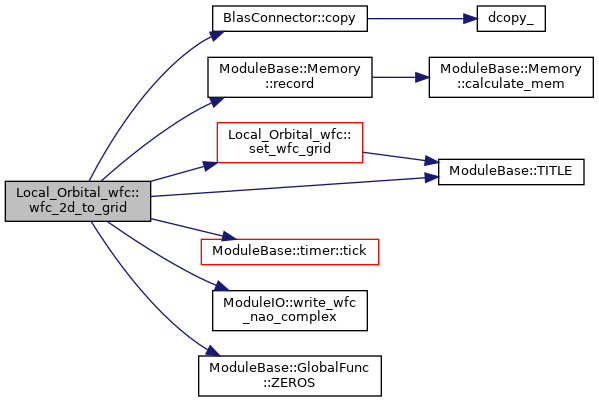 BlasConnector::copy
dcopy_
ModuleBase::Memory
::record
ModuleBase::Memory
::calculate_mem
Local_Orbital_wfc::
set_wfc_grid
ModuleBase::TITLE
Local_Orbital_wfc::
wfc_2d_to_grid
ModuleBase::timer::tick
ModuleIO::write_wfc
_nao_complex
ModuleBase::GlobalFunc
::ZEROS